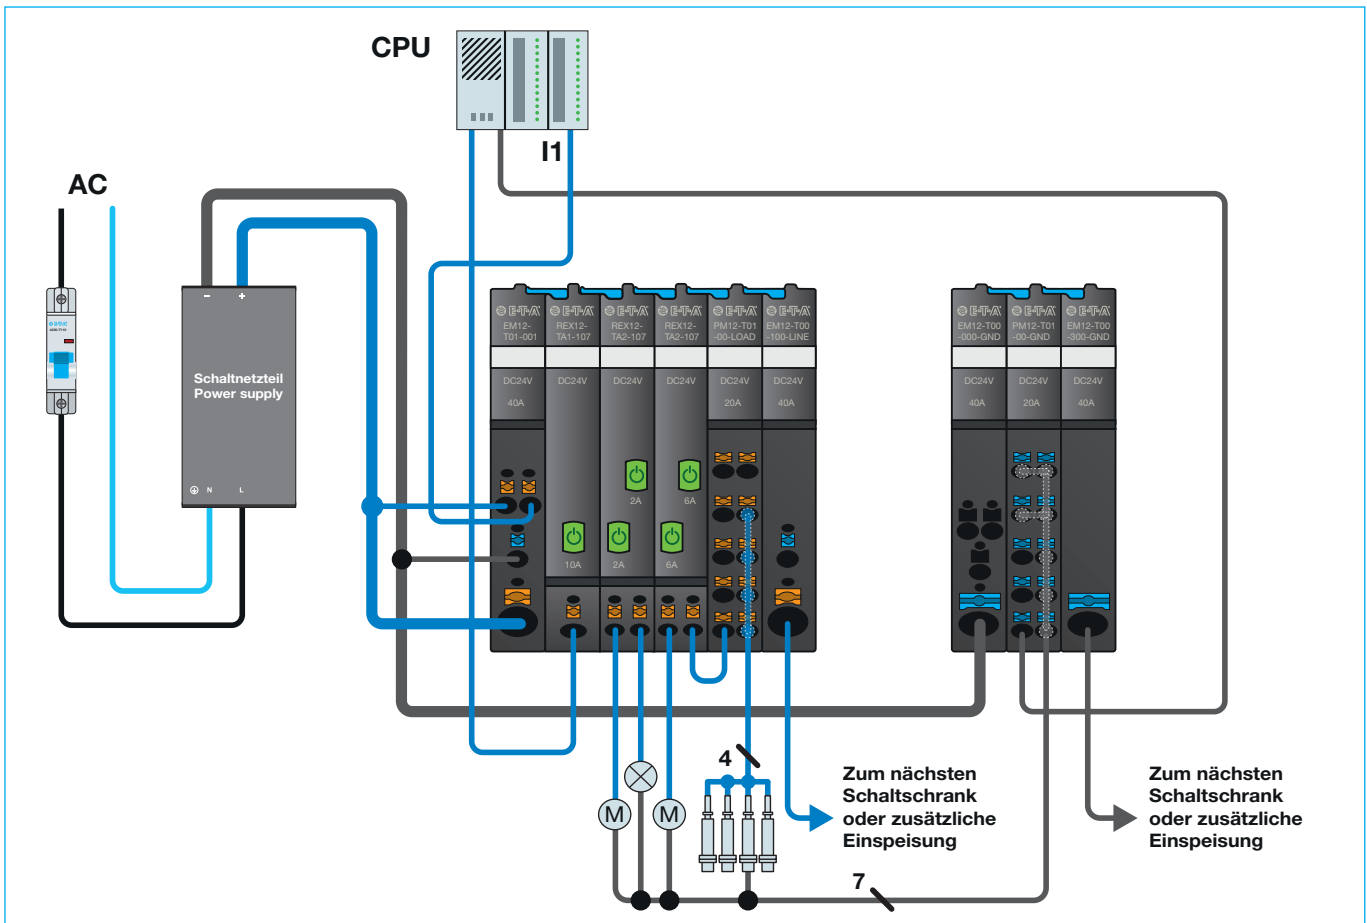 CPU
I1
AC
− +
Schaltnetzteil
Power supply
N L
E-T-A
EM12-
T01-001
DC24V
40A
E-T-A
REX12-
TA1-107
DC24V
10A
E-T-A
REX12-
TA2-107
DC24V
2A
2A
E-T-A
REX12-
TA2-107
DC24V
6A
6A
E-T-A
PM12-T01
-00-LOAD
DC24V
20A
E-T-A
EM12-T00
-100-LINE
DC24V
40A
E-T-A
EM12-T00
-000-GND
DC24V
40A
E-T-A
PM12-T01
-00-GND
DC24V
20A
E-T-A
EM12-T00
-300-GND
DC24V
40A
M
M
4
Zum nächsten
Schaltschrank
oder zusätzliche
Einspeisung
Zum nächsten
Schaltschrank
oder zusätzliche
Einspeisung
7